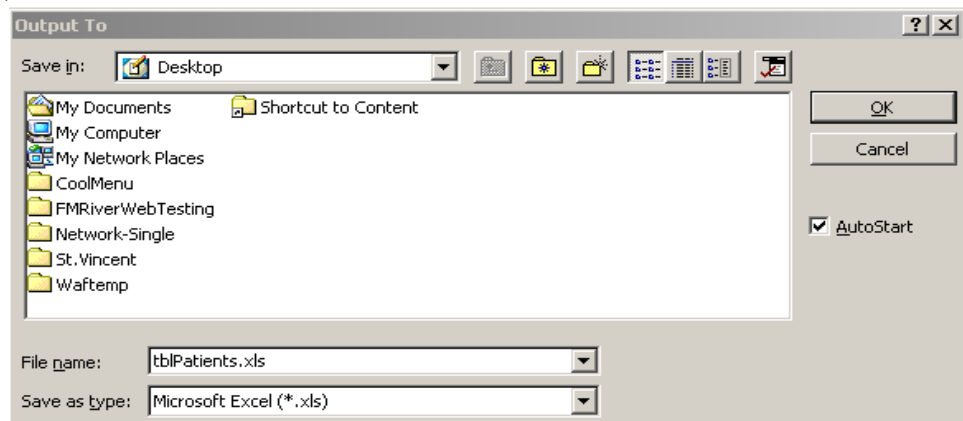 Output To
Save in: Desktop
My Documents Shortcut to Content
OK
My Computer
Cancel
My Network Places
CoolMenu
FMRiverWebTesting
AutoStart
Network-Single
St.Vincent
Waftemp
File name: tblPatients.xls
Save as type: Microsoft Excel (*.xls)